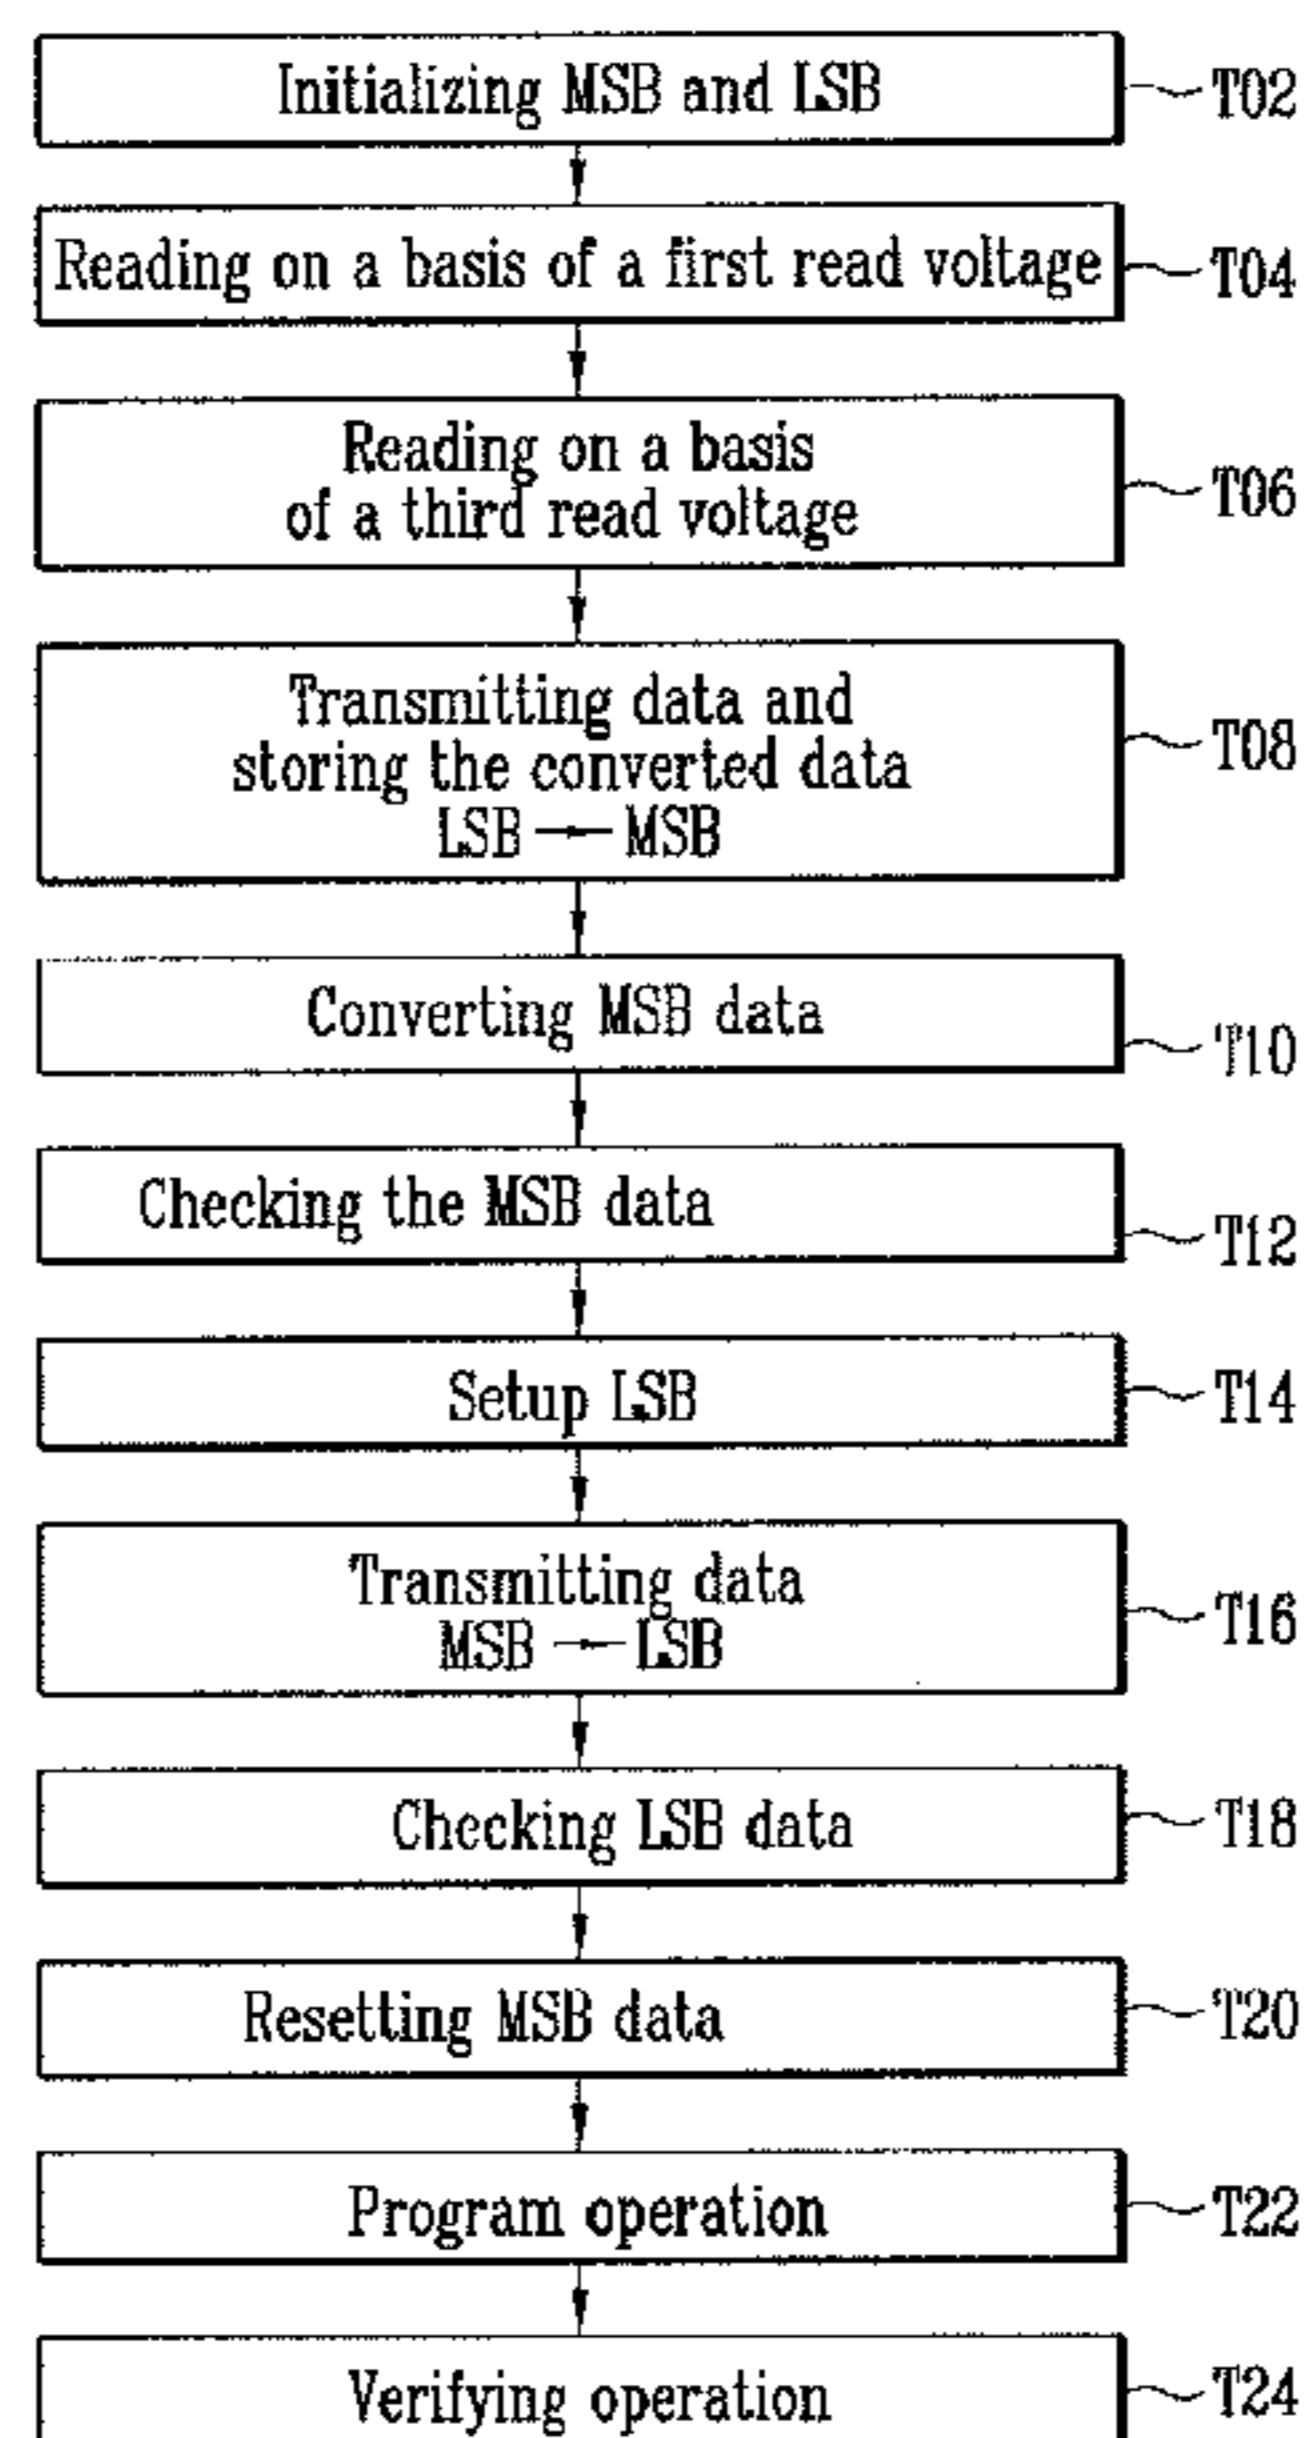 Initializing MSB and LSB
T02
Reading on a basis of a first read voltage
T04
Reading on a basis
of a third read voltage
T06
Transmitting data and
storing the converted data
LSB → MSB
T08
Converting MSB data
T10
Checking the MSB data
T12
Setup LSB
T14
Transmitting data
MSB → LSB
T16
Checking LSB data
T18
Resetting MSB data
T20
Program operation
T22
Verifying operation
T24